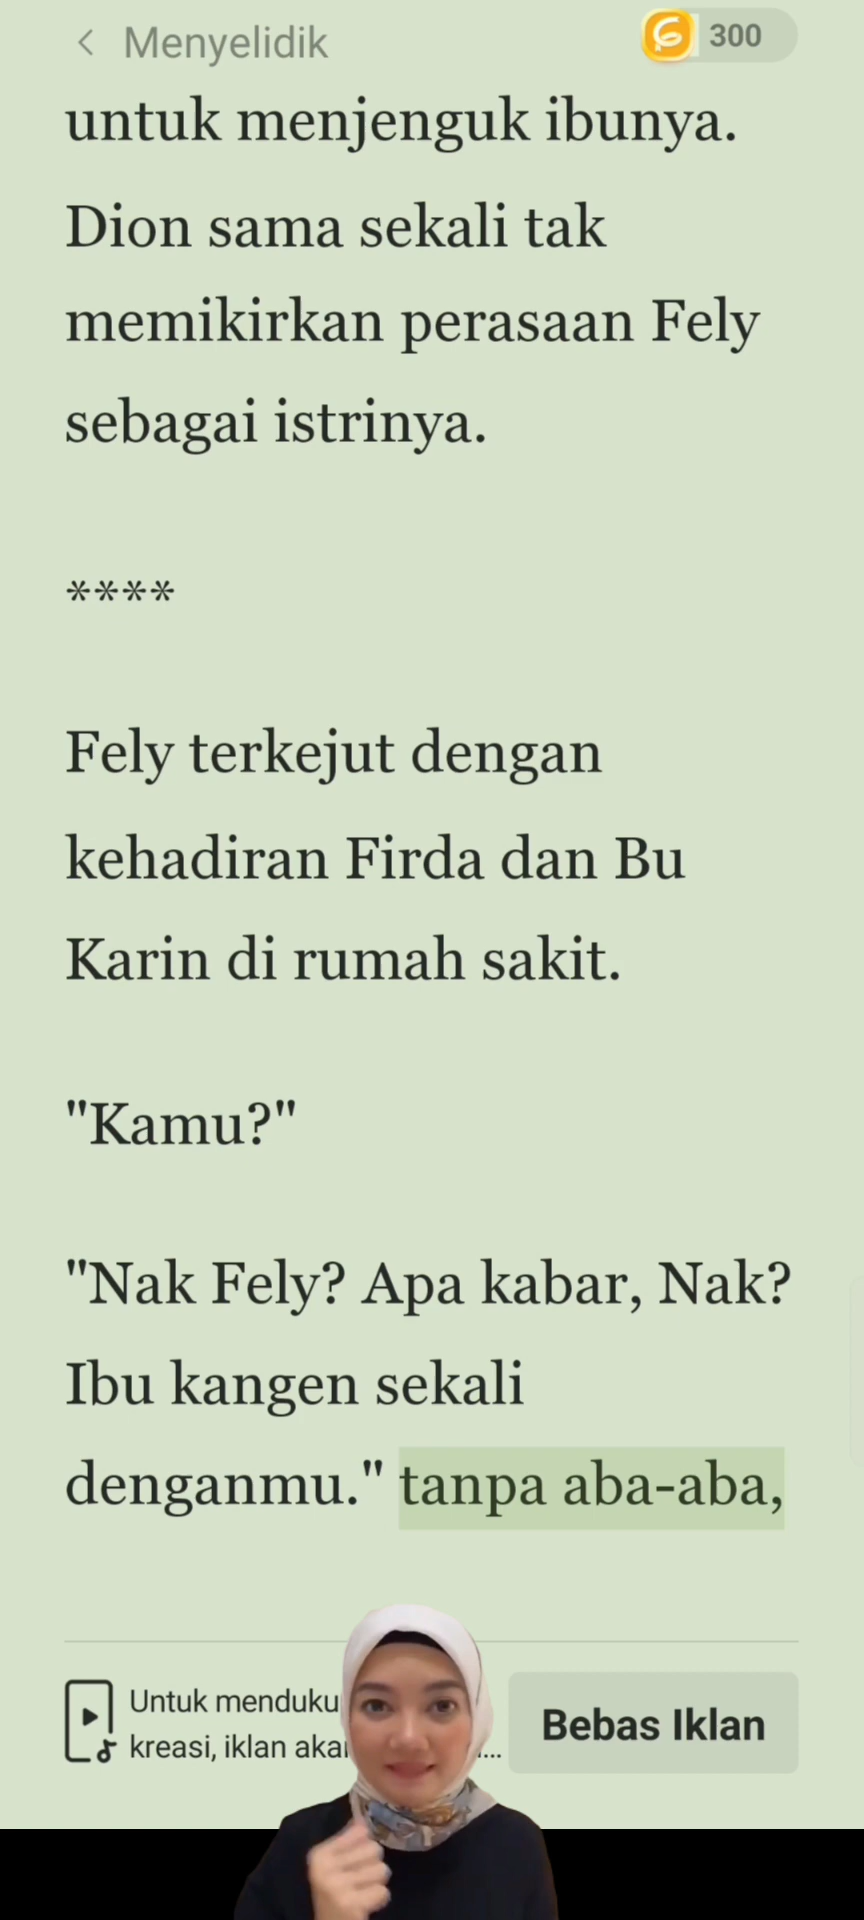 Menyelidik
300
untuk menjenguk ibunya.
Dion sama sekali tak
memikirkan perasaan Fely
sebagai istrinya.
****
Fely terkejut dengan
kehadiran Firda dan Bu
Karin di rumah sakit.
"Kamu?"
"Nak Fely? Apa kabar, Nak?
Ibu kangen sekali
denganmu." tanpa aba-aba,
Untuk
kreasi, iklan ....
Bebas Iklan